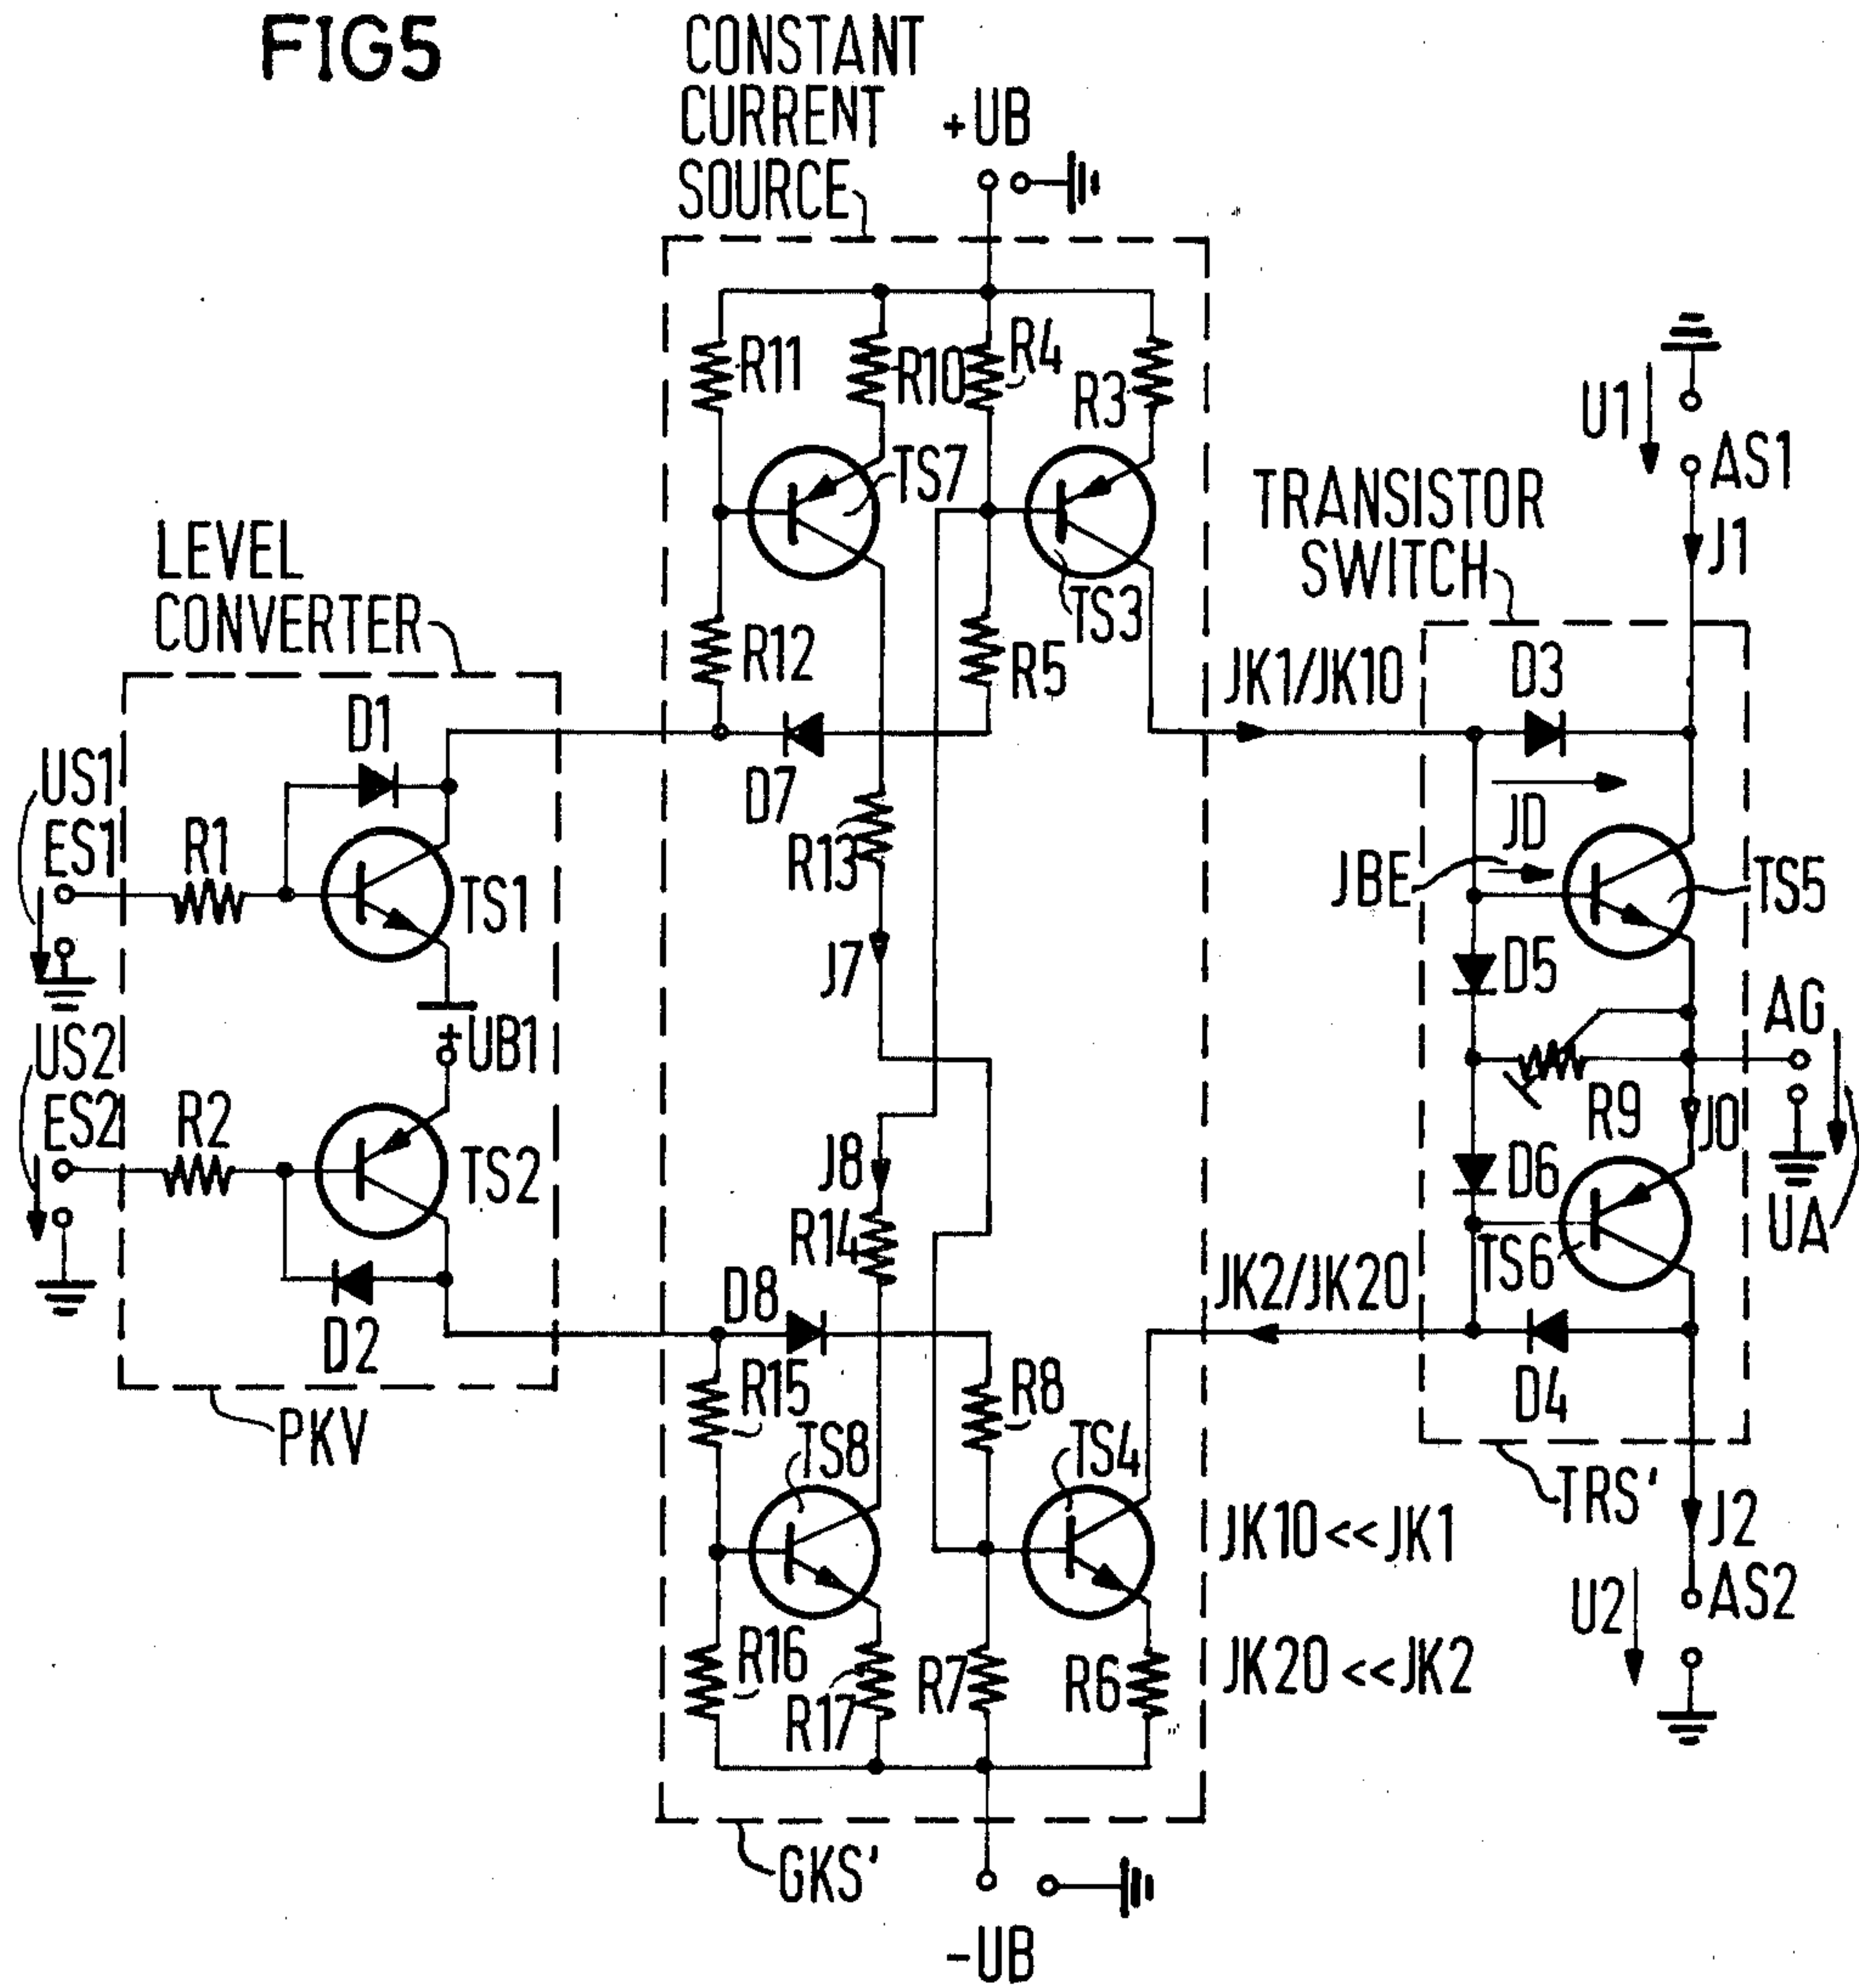 FIG5
CONSTANT
CURRENT
SOURCE
+UB
R11
R10
R4
R3
U1
AS1
TS7
J1
TRANSISTOR
SWITCH
LEVEL
CONVERTER
TS3
R12
R5
JK1/JK10
D3
D1
US1
ES1
R1
D7
R13
JD
JBE
TS5
TS1
J7
D5
AG
UB1
US2
ES2
R2
R9
J0
TS2
J8
D6
R14
TS6
UA
JK2/JK20
D8
D2
R15
R8
D4
PKV
TS8
TS4
TRS'
J2
JK10<<JK1
AS2
U2
R16
R17
R7
R6
JK20<<JK2
GKS'
-UB